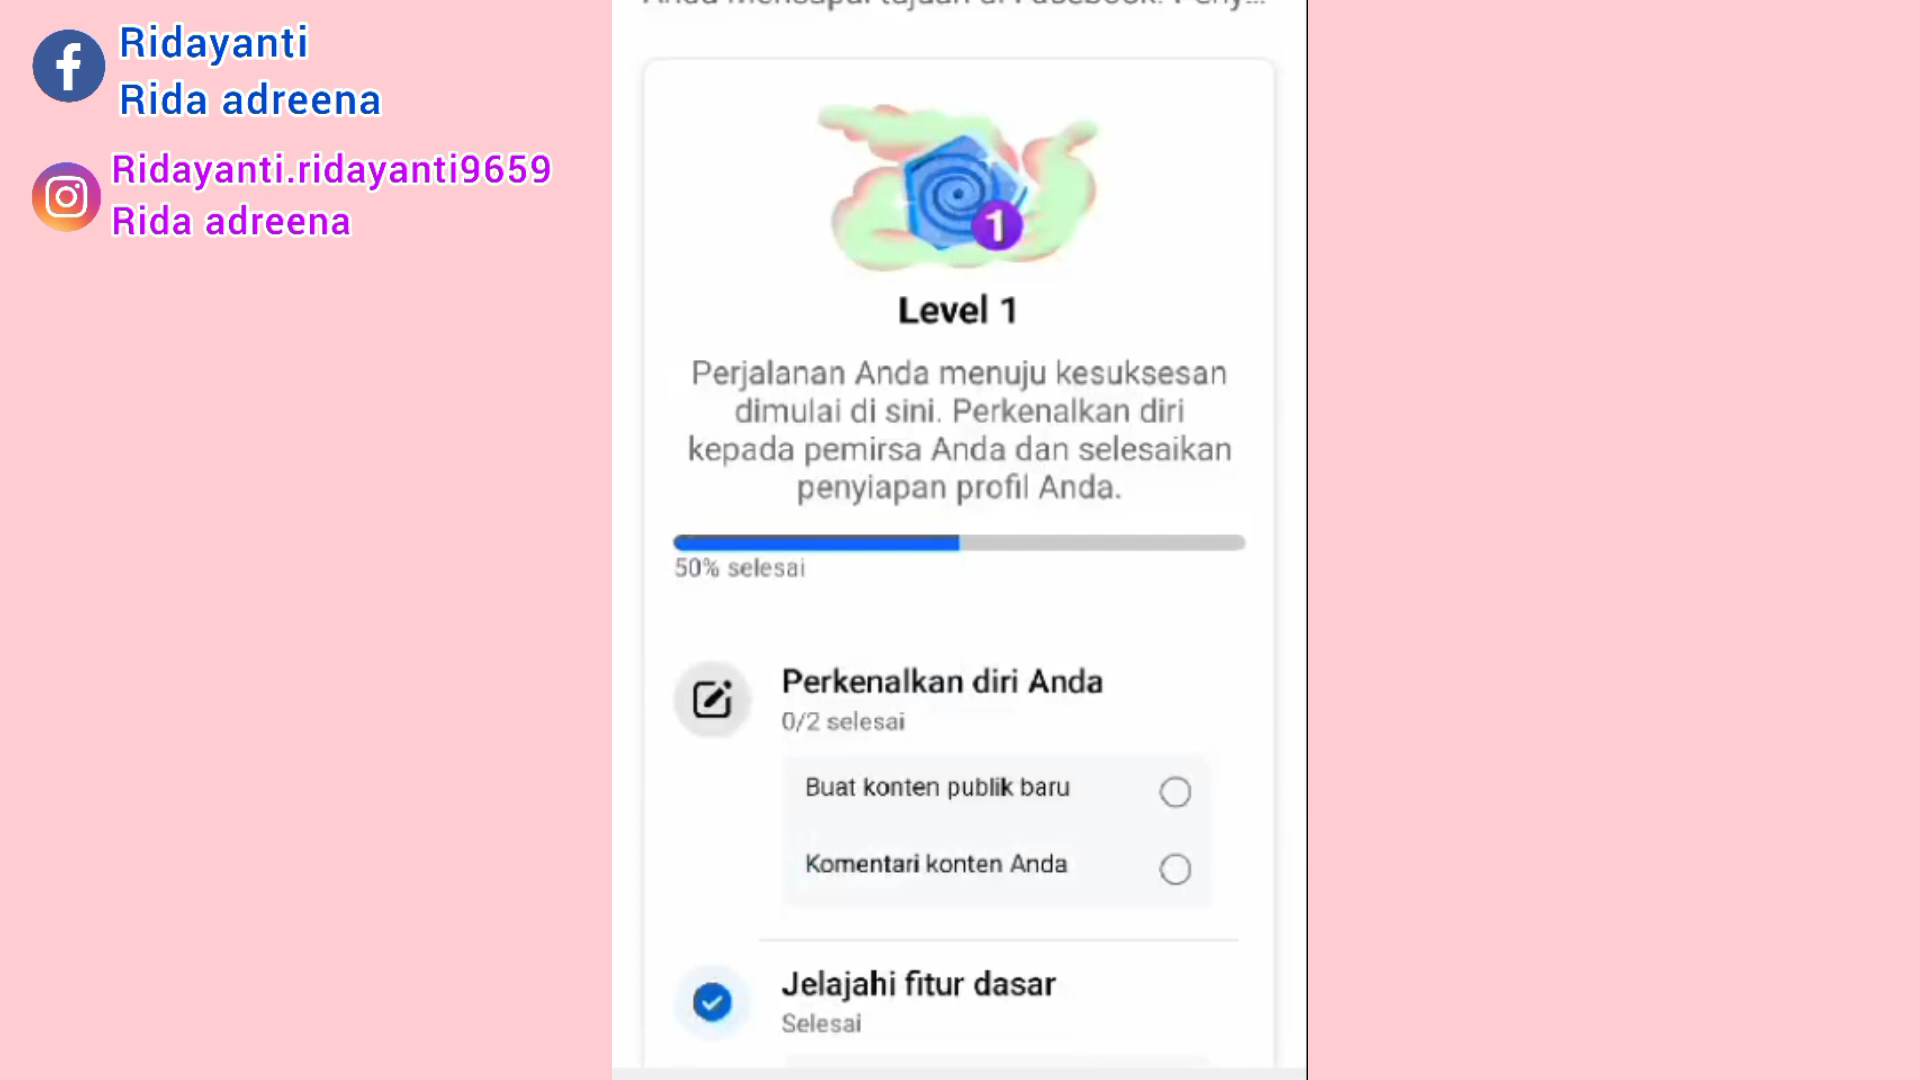 Ridayanti
Rida adreena
Ridayanti.ridayanti9659
Rida adreena
1
Level 1
Perjalanan Anda menuju kesuksesan
dimulai di sini. Perkenalkan diri
kepada pemirsa Anda dan selesaikan
penyiapan profil Anda.
50% selesai
Perkenalkan diri Anda
0/2 selesai
Buat konten publik baru
Komentari konten Anda
Jelajahi fitur dasar
Selesai